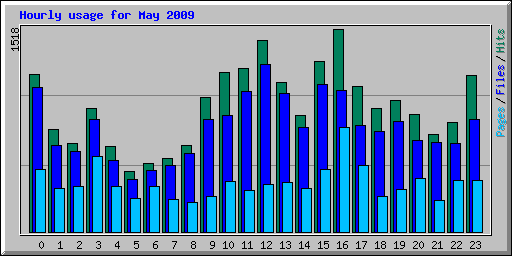 Hourly usage for May 2009
1518
Pages/Files/Hits
0 1 2 3 4 5 6 7 8 9 10 11 12 13 14 15 16 17 18 19 20 21 22 23